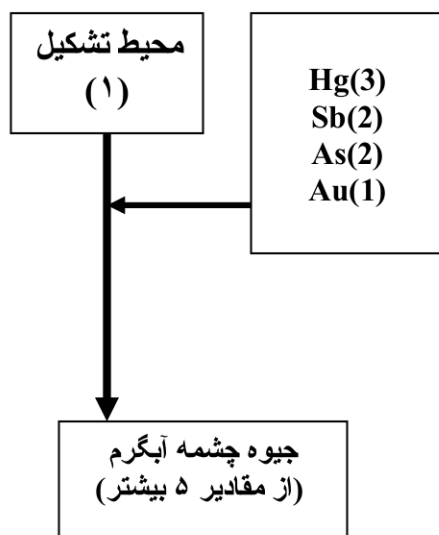 محیط تشکیل
(۱)
Hg(3)
Sb(2)
As(2)
Au(1)
جیوه چشمه آبگرم
(از مقادیر ۵ بیشتر)